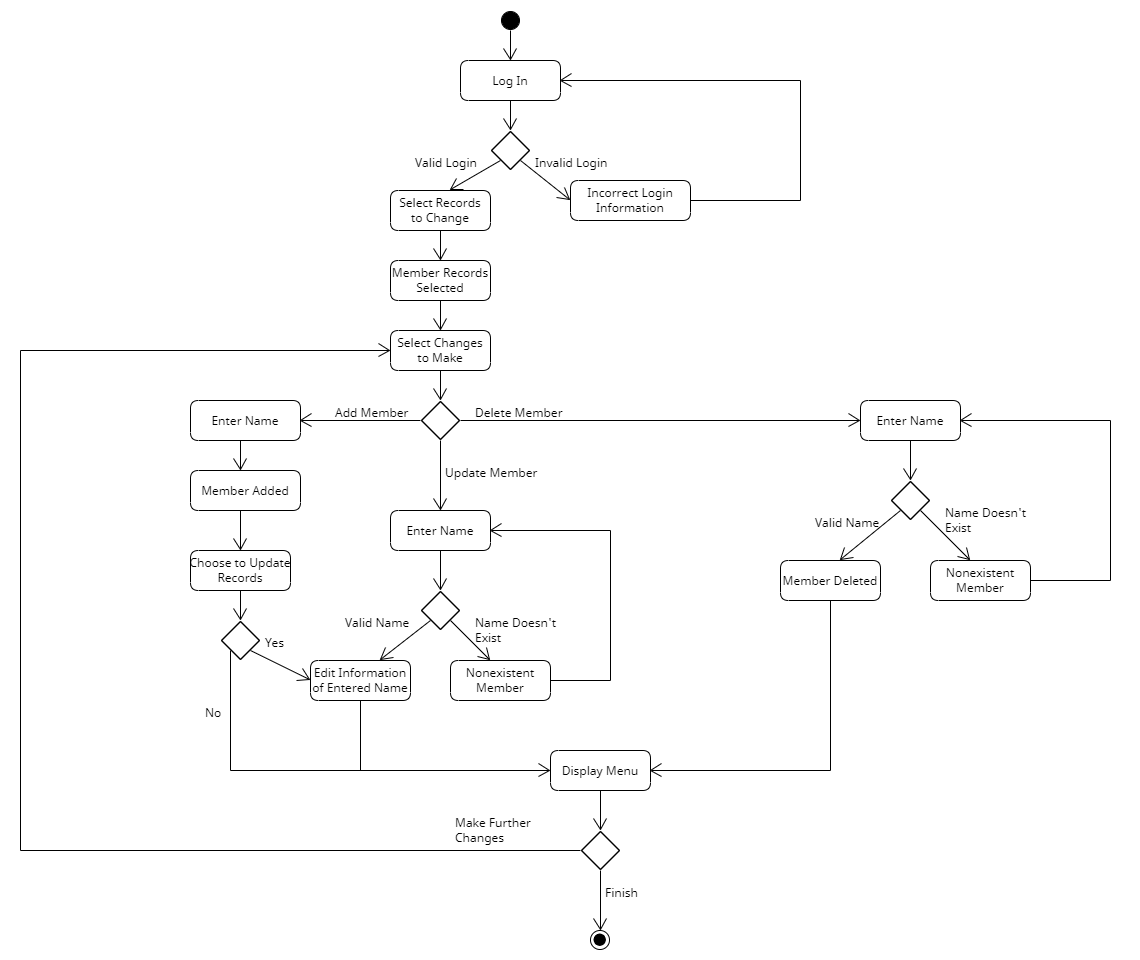 Log In
Valid Login
Invalid Login
Select Records
to Change
Incorrect Login
Information
Member Records
Selected
Select Changes
to Make
Enter Name
Add Member
Delete Member
Enter Name
Update Member
Member Added
Enter Name
Valid Name
Name Doesn't
Exist
Choose to Update
Records
Member Deleted
Nonexistent
Member
Valid Name
Name Doesn't
Exist
Yes
Edit Information
of Entered Name
Nonexistent
Member
No
Display Menu
Make Further
Changes
Finish